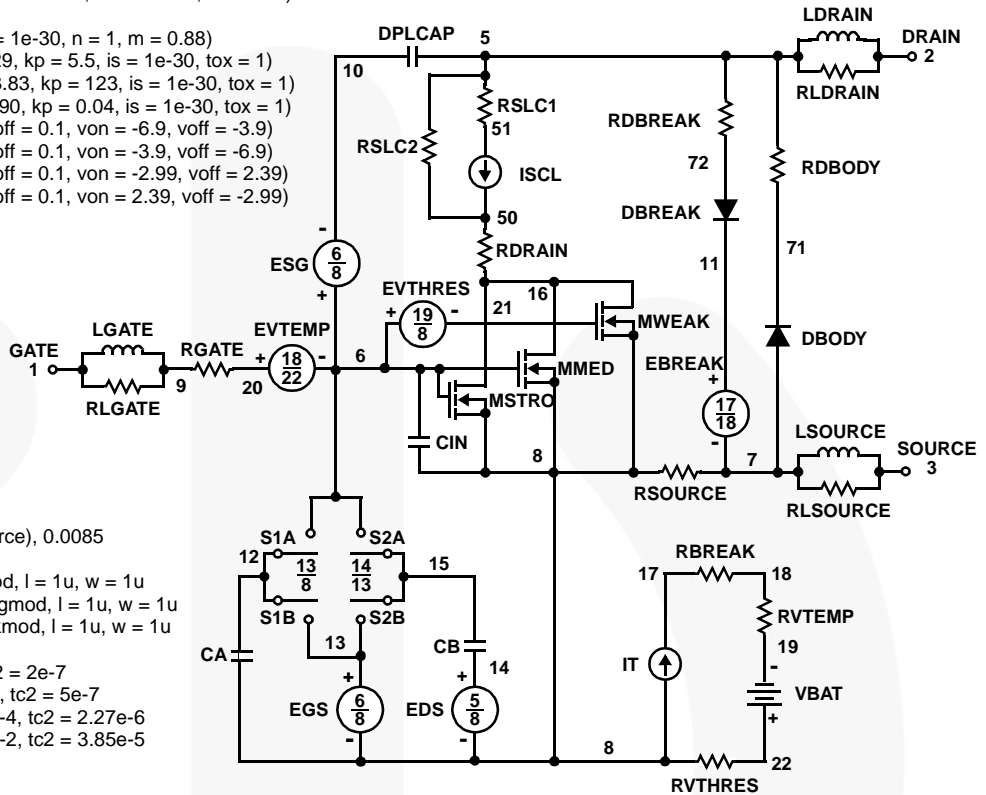 = 1e-30, n = 1, m = 0.88)
29, kp = 5.5, is = 1e-30, tox = 1)
3.83, kp = 123, is = 1e-30, tox = 1)
90, kp = 0.04, is = 1e-30, tox = 1)
off = 0.1, von = -6.9, voff = -3.9)
off = 0.1, von = -3.9, voff = -6.9)
off = 0.1, von = -2.99, voff = 2.39)
off = 0.1, von = 2.39, voff = -2.99)
rce), 0.0085
od, l = 1u, w = 1u
gmod, l = 1u, w = 1u
kmod, l = 1u, w = 1u
2 = 2e-7
, tc2 = 5e-7
-4, tc2 = 2.27e-6
-2, tc2 = 3.85e-5
DPLCAP
5
10
LDRAIN
DRAIN
2
RLDRAIN
RSLC1
51
RSLC2
ISCL
50
RDRAIN
RDBREAK
72
DBREAK
11
RDBODY
71
DBODY
-
ESG
6
8
+
EVTHRES
+
19
8
-
21
16
MWEAK
MMED
MSTRO
EBREAK
+
17
18
-
LGATE
GATE
1
RLGATE
9
RGATE
20
EVTEMP
+
18
22
-
6
CIN
8
RSOURCE
7
LSOURCE
SOURCE
3
RLSOURCE
S1A
S2A
12
13
8
14
13
15
S1B
S2B
13
CA
CB
14
+
EGS
6
8
-
+
EDS
5
8
-
8
RBREAK
17
18
RVTEMP
19
-
IT
VBAT
+
22
RVTHRES